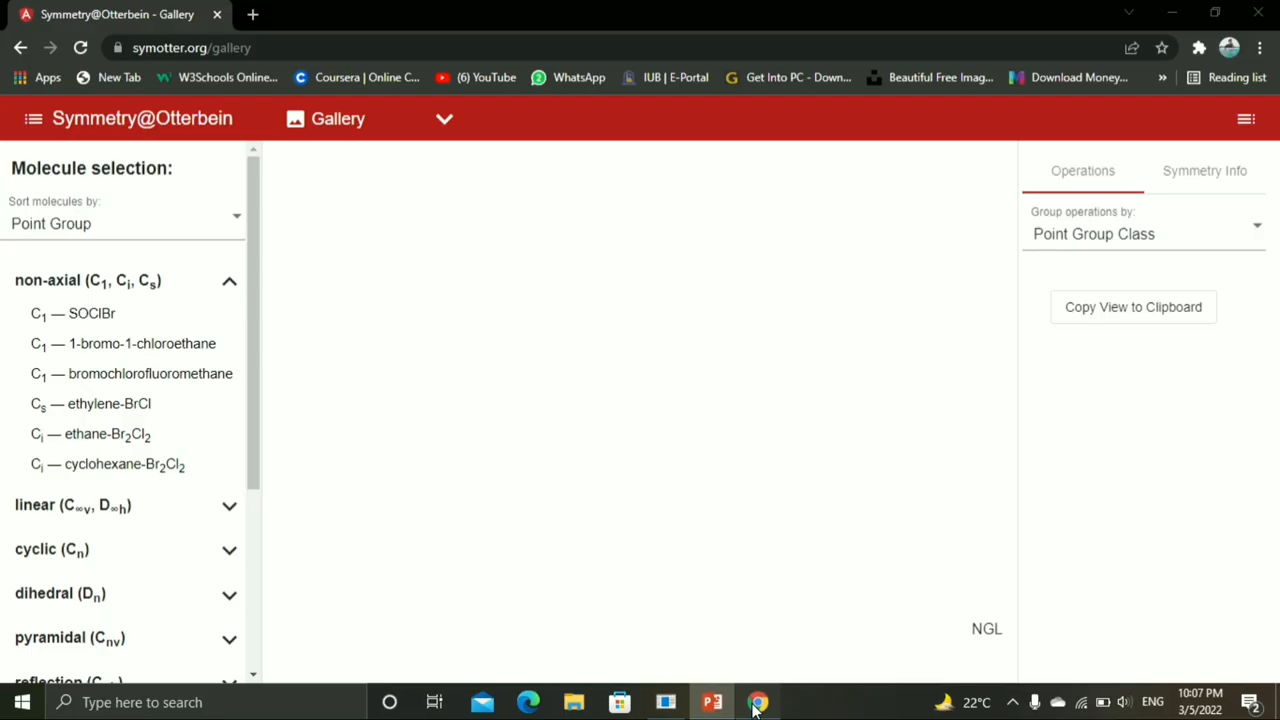 Symmetry@Otterbein - Gallery
symotter.org/gallery
Apps New Tab W3Schools Online... Coursera | Online C... (6) YouTube WhatsApp IUB | E-Portal Get Into PC - Down... Beautiful Free Imag... Download Money... » Reading list
Symmetry@Otterbein Gallery
Molecule selection:
Sort molecules by:
Point Group
non-axial (C₁, Cᵢ, Cₛ)
C₁ — SOClBr
C₁ — 1-bromo-1-chloroethane
C₁ — bromochlorofluoromethane
Cₛ — ethylene-BrCl
Cᵢ — ethane-Br₂Cl₂
Cᵢ — cyclohexane-Br₂Cl₂
linear (C∞v, D∞h)
cyclic (Cn)
dihedral (Dn)
pyramidal (Cnv)
Operations Symmetry Info
Group operations by:
Point Group Class
Copy View to Clipboard
NGL
Type here to search
22°C
ENG
10:07 PM
3/5/2022
2